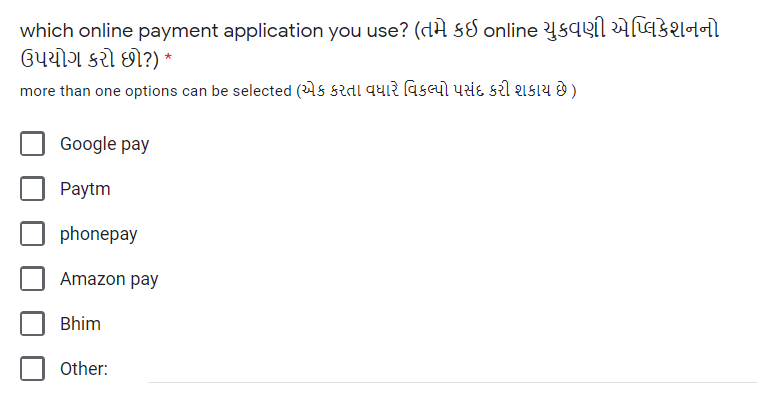 which online payment application you use? (તમે કઈ online ચુકવણી એપ્લિકેશનનો
ઉપયોગ કરો છો?) *
more than one options can be selected (એક કરતા વધારે વિકલ્પો પસંદ કરી શકાય છે )
Google pay
Paytm
phonepay
Amazon pay
Bhim
Other: